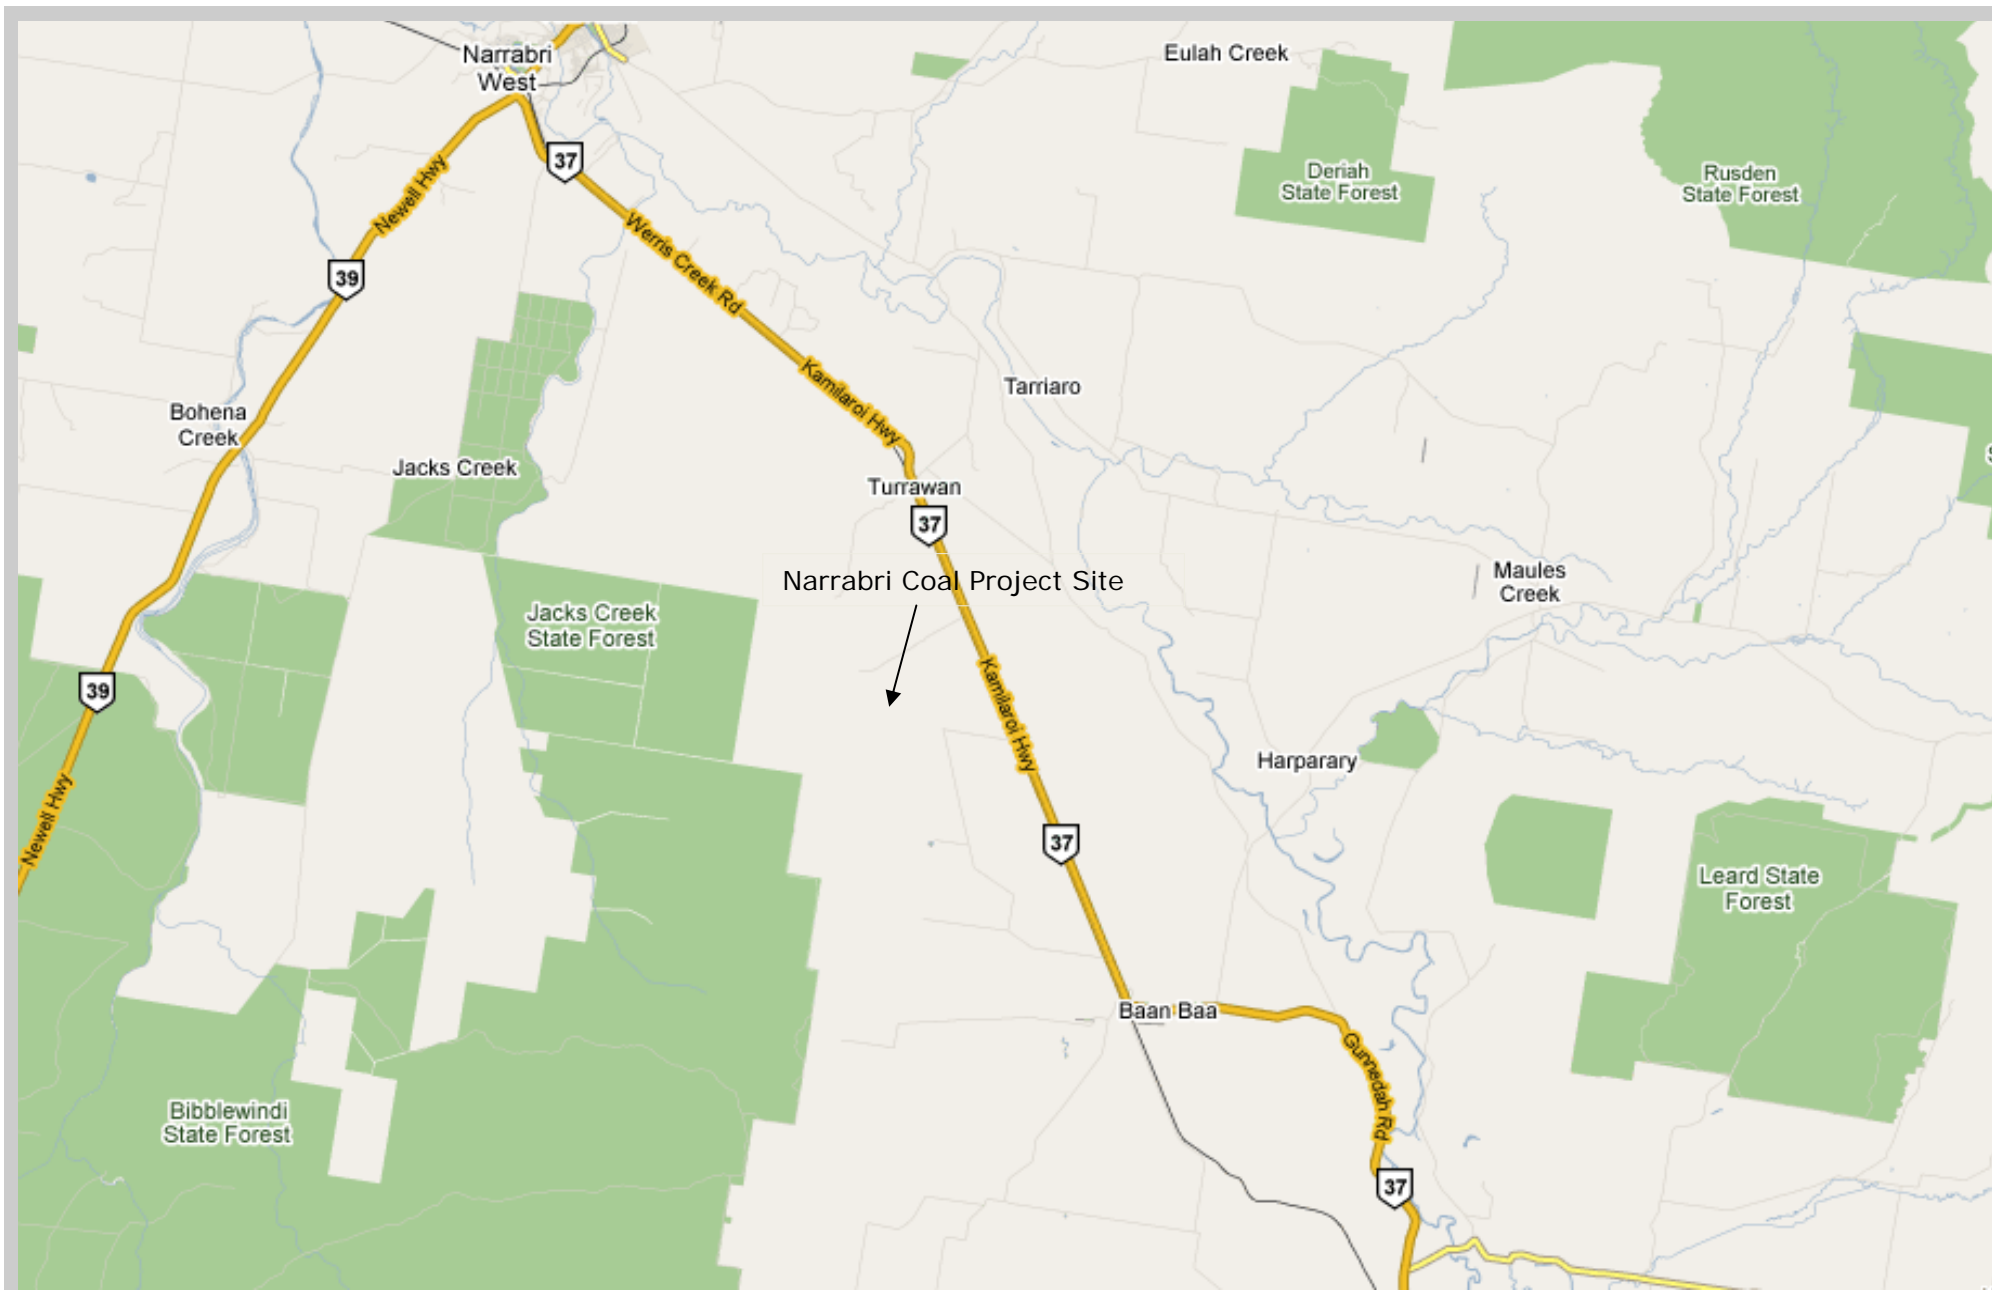 Narrabri
West
Eulah Creek
37
Deriah
State Forest
Rusden
State Forest
Newell Hwy
Werris Creek Rd
39
Kamilaroi Hwy
Tarriaro
Bohena
Creek
Jacks Creek
Turrawan
37
Narrabri Coal Project Site
Maules
Creek
Jacks Creek
State Forest
39
Kamilaroi Hwy
Harparary
Newell Hwy
37
Leard State
Forest
Baan Baa
Gunnedah Rd
Bibblewindi
State Forest
37